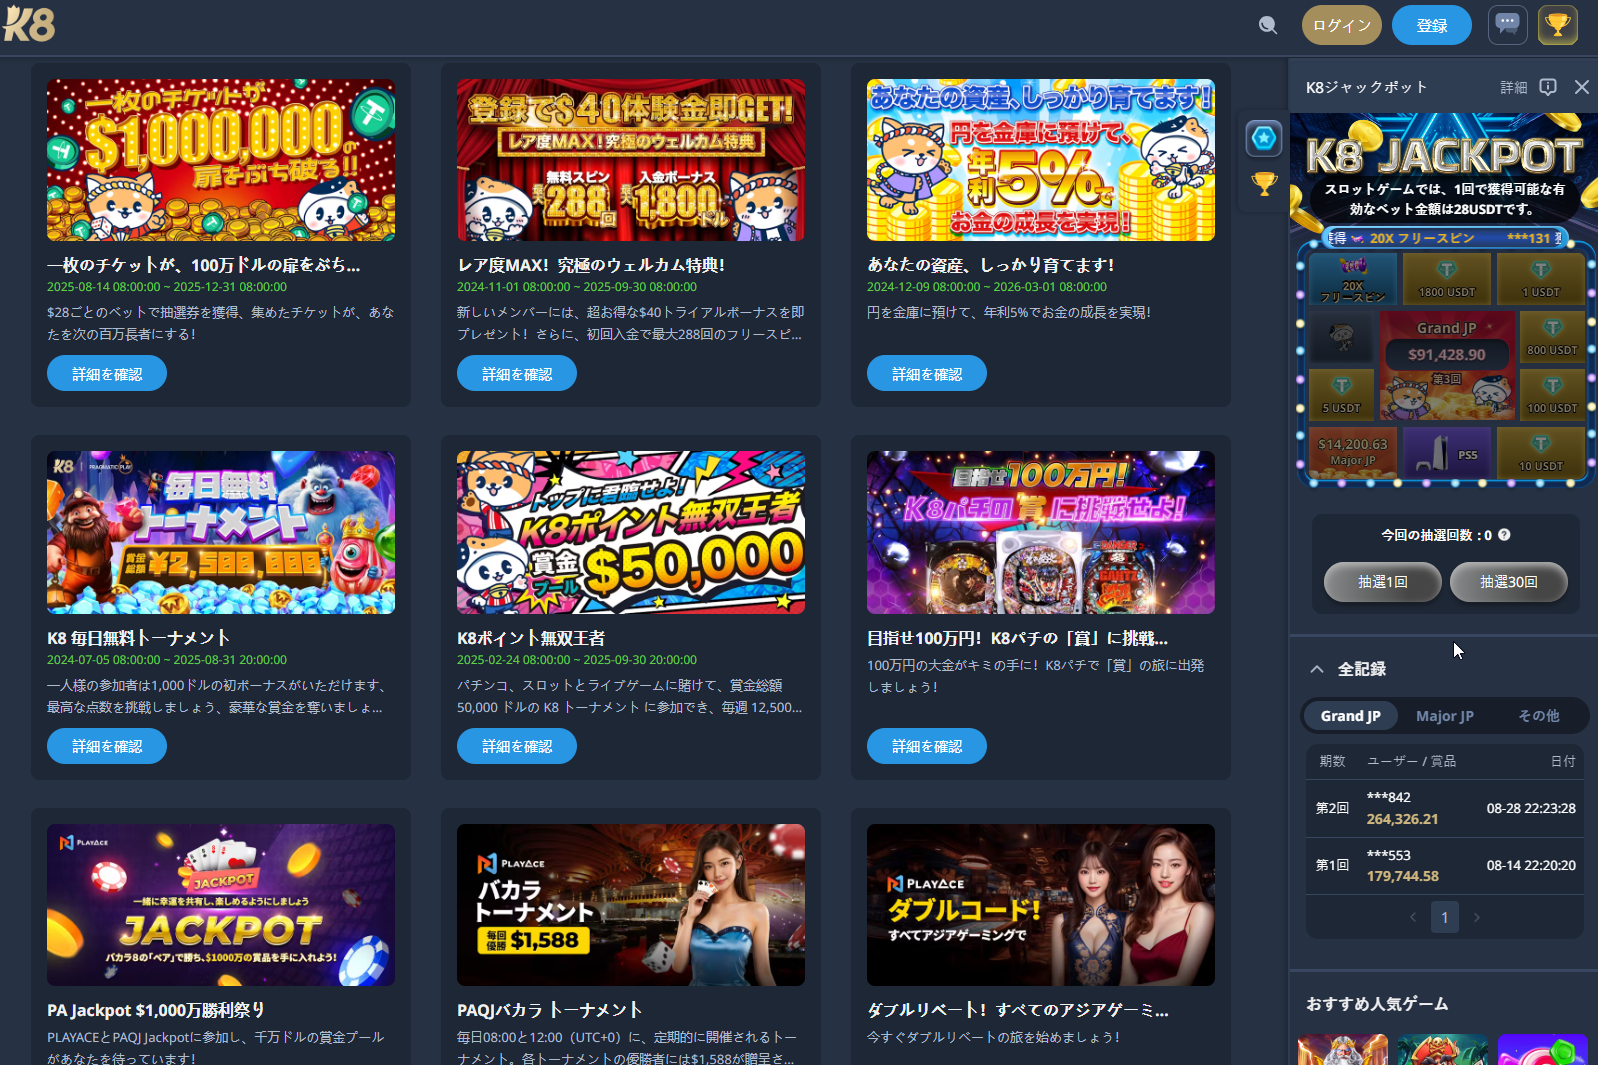 K8
ログイン
登録
一枚のチケットが
$1,000,000の
扉をぶち破る!!
一枚のチケットが、100万ドルの扉をぶち...
2025-08-14 08:00:00 ~ 2025-12-31 08:00:00
$28ごとのベットで抽選券を獲得、集めたチケットが、あな
たを次の百万長者にする!
詳細を確認
登録で$40体験金即GET!
レア度MAX!究極のウェルカム特典
無料スピン
最大288回
入金ボーナス
最大1,800ドル
レア度MAX! 究極のウェルカム特典!
2024-11-01 08:00:00 ~ 2025-09-30 08:00:00
新しいメンバーには、超お得な$40トライアルボーナスを即
プレゼント! さらに、初回入金で最大288回のフリースピ...
詳細を確認
あなたの資産、しっかり育てます!
円を金庫に預けて、
年利5%で
お金の成長を実現!
あなたの資産、しっかり育てます!
2024-12-09 08:00:00 ~ 2026-03-01 08:00:00
円を金庫に預けて、年利5%でお金の成長を実現!
詳細を確認
K8 PRAGMATIC PLAY
毎日無料
トーナメント
賞金総額 ¥2,500,000
K8 毎日無料トーナメント
2024-07-05 08:00:00 ~ 2025-08-31 20:00:00
一人様の参加者は1,000ドルの初ボーナスがいただけます、
最高な点数を挑戦しましょう、豪華な賞金を奪いましょ...
詳細を確認
トップに君臨せよ!
K8ポイント無双王者
賞金プール $50,000
K8ポイント無双王者
2025-02-24 08:00:00 ~ 2025-09-30 20:00:00
パチンコ、スロットとライブゲームに賭けて、賞金総額
50,000 ドルの K8 トーナメント に参加でき、毎週 12,500...
詳細を確認
目指せ100万円!
K8パチの賞に挑戦せよ!
目指せ100万円! K8パチの「賞」に挑戦...
100万円の大金がキミの手に! K8パチで「賞」の旅に出発
しましょう!
詳細を確認
PLAYACE
JACKPOT
一緒に幸運を共有し、楽しめるようにしましょう
JACKPOT
バカラ8の「ペア」で勝ち、$1000万の賞品を手に入れよう!
PA Jackpot $1,000万勝利祭り
PLAYACEとPAQJ Jackpotに参加し、千万ドルの賞金プール
があなたを待っています!
PLAYACE
バカラ
トーナメント
毎回優勝 $1,588
PAQJバカラ トーナメント
毎日08:00と12:00（UTC+0）に、定期的に開催されるトー
ナメント。各トーナメントの優勝者には$1,588が贈呈さ...
PLAYACE
ダブルコード!
すべてアジアゲーミングで
ダブルリベート! すべてのアジアゲーミ...
今すぐダブルリベートの旅を始めましょう!
K8ジャックポット
詳細
K8 JACKPOT
スロットゲームでは、1回で獲得可能な有
効なベット金額は28USDTです。
獲得 20X フリースピン ***131
20X
フリースピン
1800 USDT
1 USDT
Grand JP
$91,428.90
第3回
800 USDT
5 USDT
100 USDT
$14,200.63
Major JP
PS5
10 USDT
今回の抽選回数 : 0
抽選1回
抽選30回
全記録
Grand JP
Major JP
その他
期数
ユーザー / 賞品
日付
第2回
***842
264,326.21
08-28 22:23:28
第1回
***553
179,744.58
08-14 22:20:20
1
おすすめ人気ゲーム